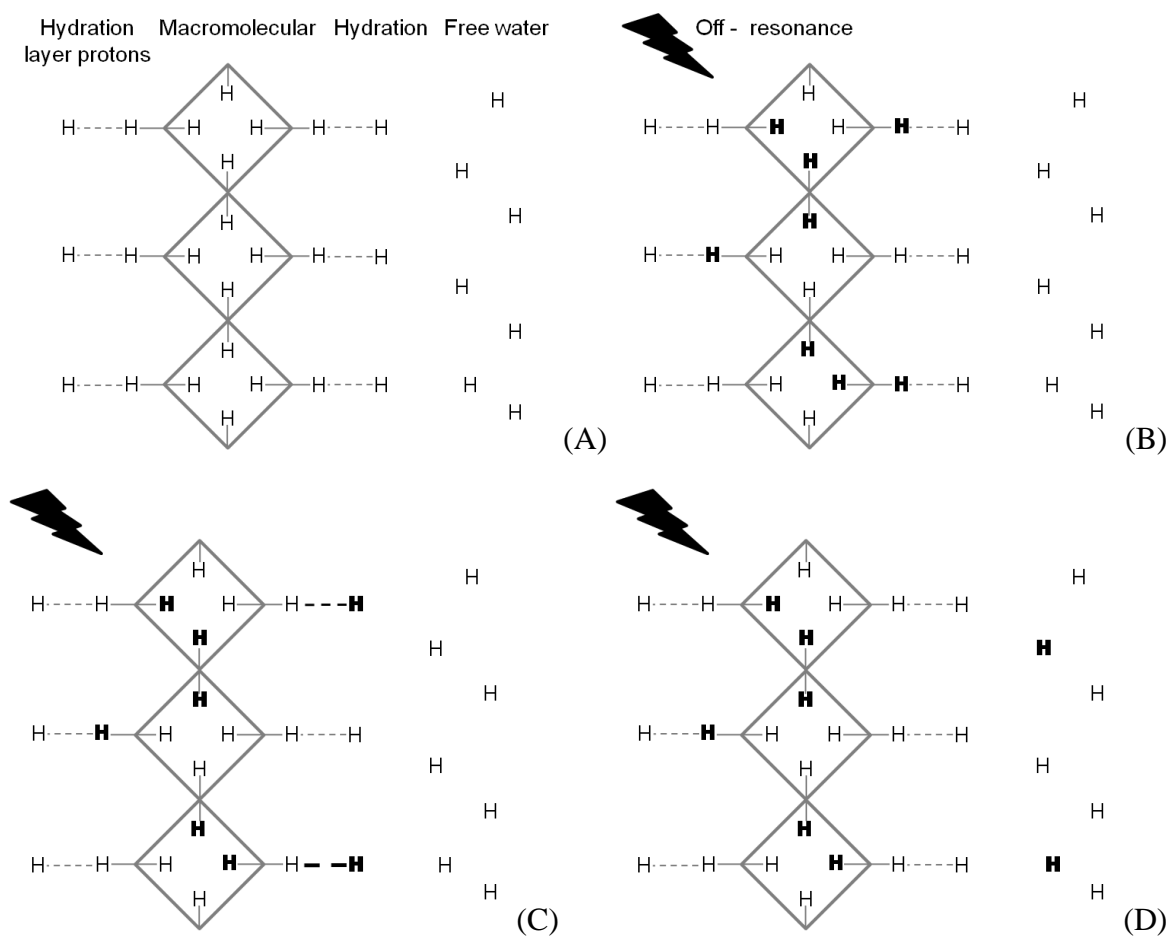 Hydration Macromolecular Hydration Free water
layer protons
H H
H H H H H H
H H
H H
H H H H H H
H H
H H
H H H H H H H
H H
(A)
Off - resonance
H H
H H H H H H
H H
H H
H H H H H H
H H
H H
H H H H H H H
H H
(B)
H H
H H H H H H
H H
H H
H H H H H H
H H
H H
H H H H H H H
H H
(C)
H H
H H H H H H
H H
H H
H H H H H H
H H
H H
H H H H H H H
H H
(D)